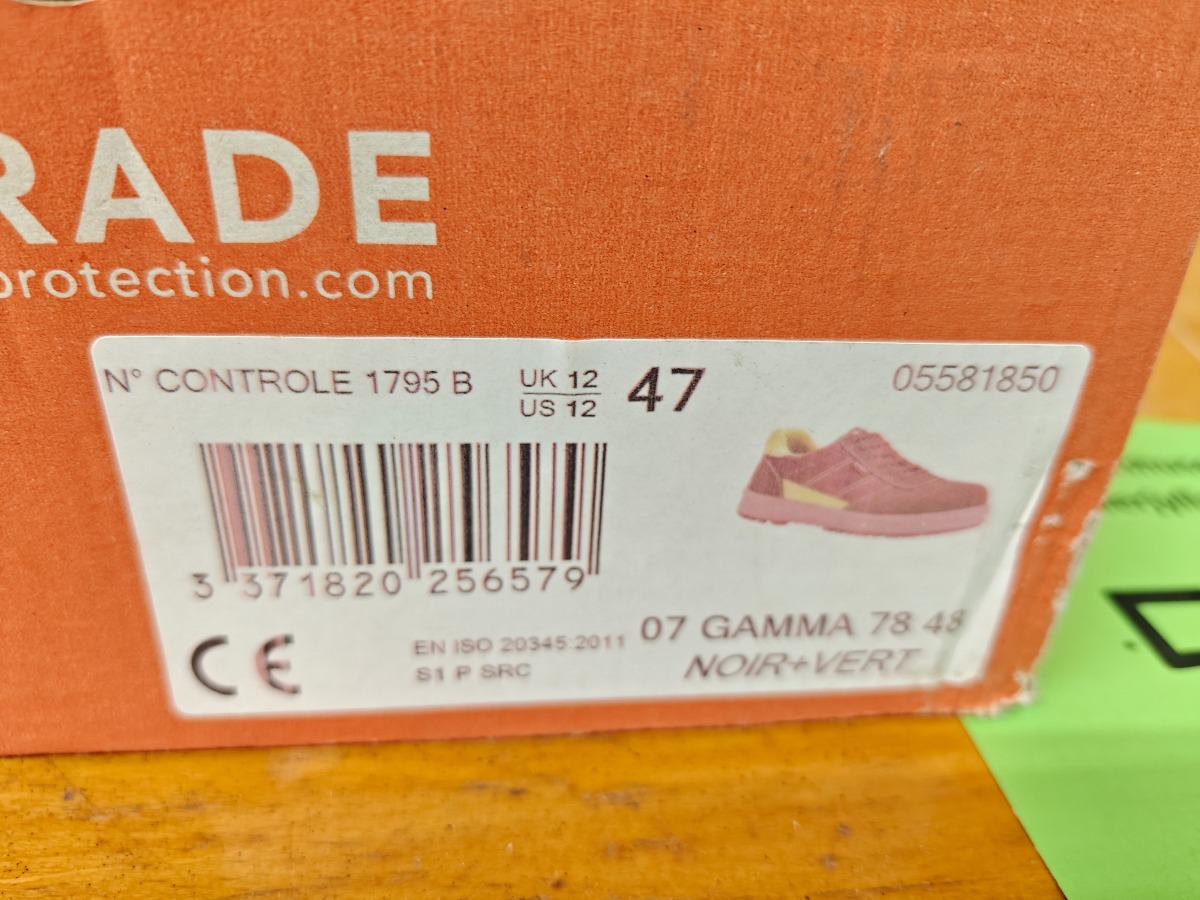 RADE
protection.com
N° CONTROLE 1795 B UK 12 US 12 47 05581850
3 371820 256579
CE
EN ISO 20345:2011 07 GAMMA 78 48
S1 P SRC NOIR+VERT